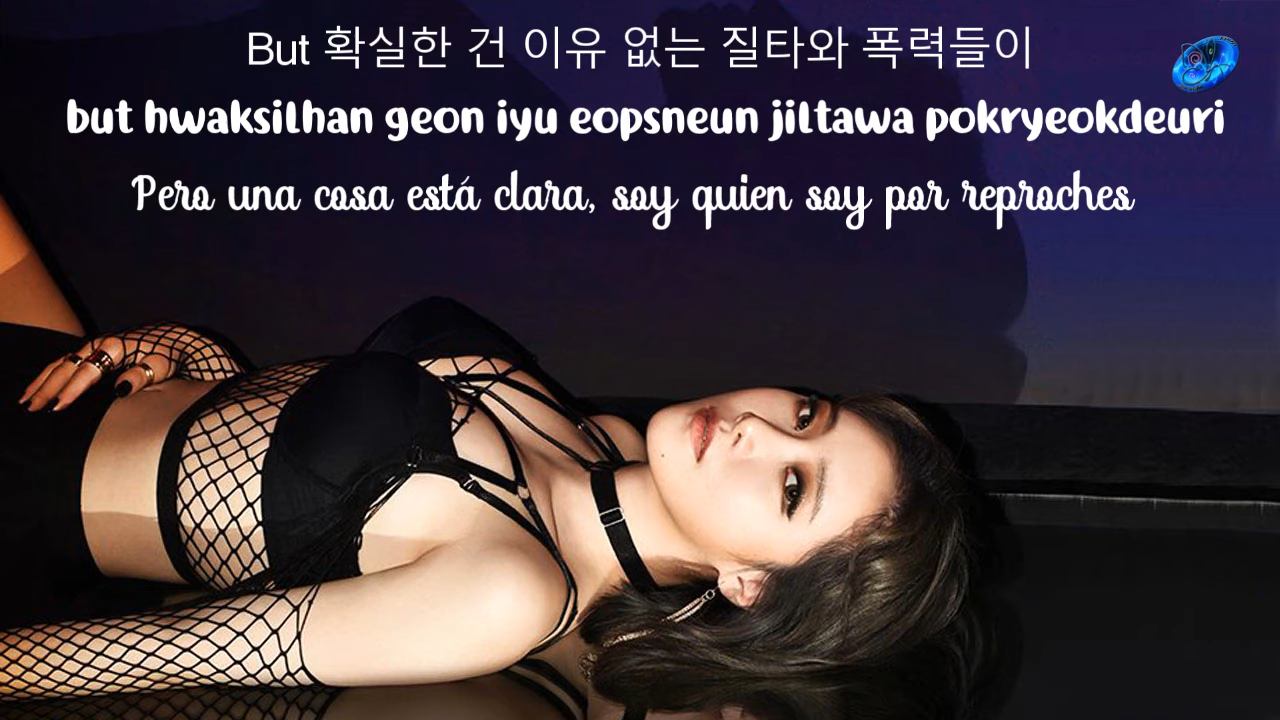 But 확실한 건 이유 없는 질타와 폭력들이
but hwaksilhan geon iyu eopsneun jiltawa pokryeokdeuri
Pero una cosa está clara, soy quien soy por reproches